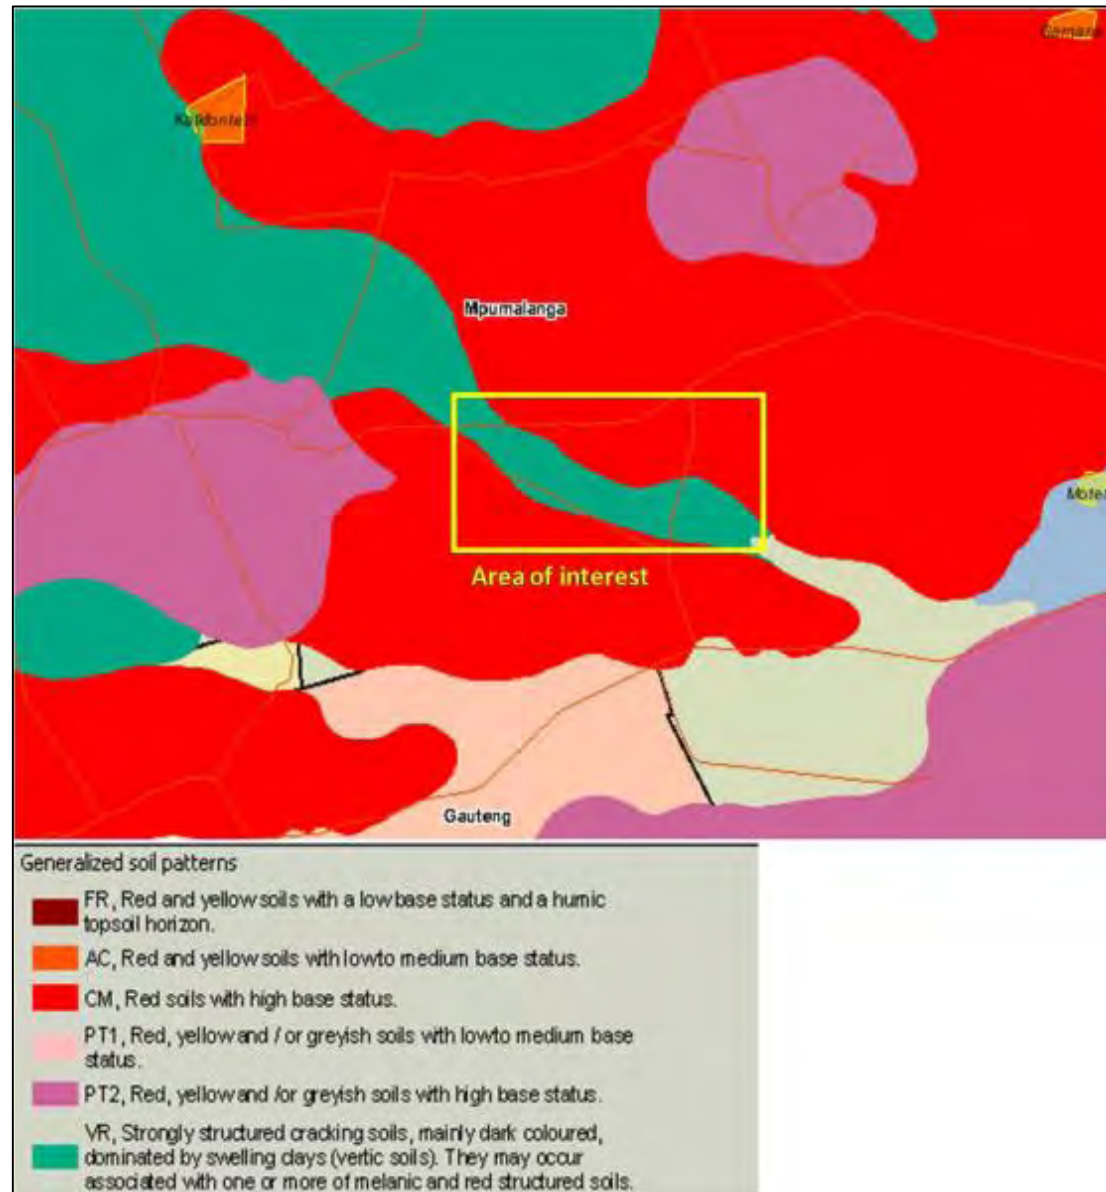 Mpumalanga
Area of interest
Gauteng
Generalized soil patterns
FR, Red and yellow soils with a low base status and a humic
topsoil horizon.
AC, Red and yellow soils with low to medium base status.
CM, Red soils with high base status.
PT1, Red, yellow and / or greyish soils with low to medium base
status.
PT2, Red, yellow and /or greyish soils with high base status.
VR, Strongly structured cracking soils, mainly dark coloured,
dominated by swelling clays (vertic soils). They may occur
associated with one or more of melanic and red structured soils.